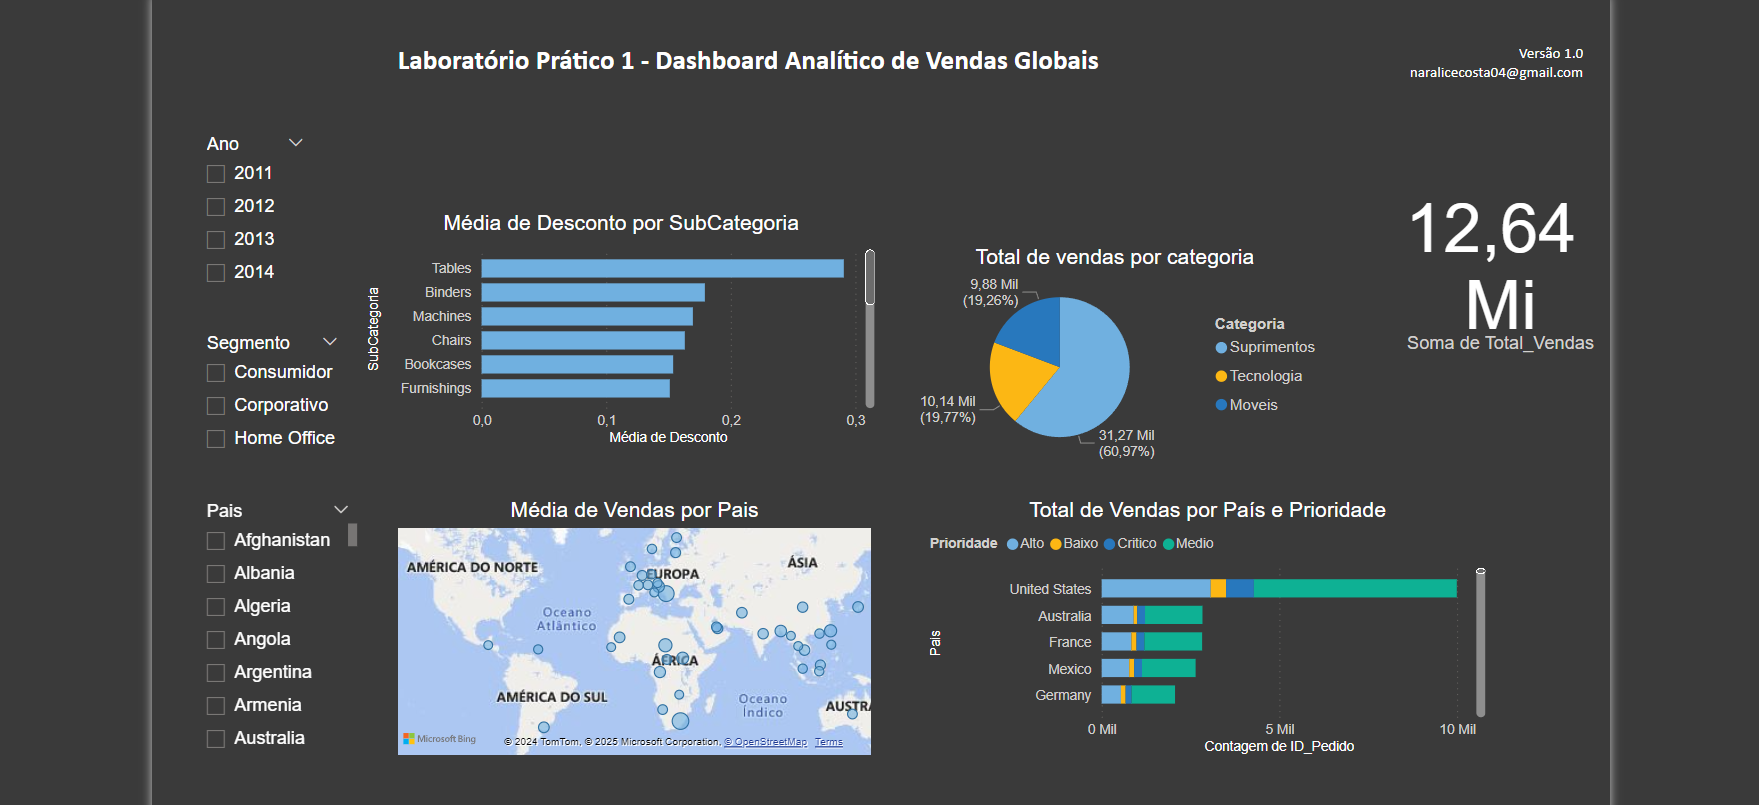 Laboratório Prático 1 - Dashboard Analítico de Vendas Globais
Versão 1.0
naralicecosta04@gmail.com
Ano
2011
2012
2013
2014
Segmento
Consumidor
Corporativo
Home Office
Pais
Afghanistan
Albania
Algeria
Angola
Argentina
Armenia
Australia
Média de Desconto por SubCategoria
SubCategoria
Tables
Binders
Machines
Chairs
Bookcases
Furnishings
0,0 0,1 0,2 0,3
Média de Desconto
Total de vendas por categoria
9,88 Mil
(19,26%)
10,14 Mil
(19,77%)
31,27 Mil
(60,97%)
Categoria
Suprimentos
Tecnologia
Moveis
12,64
Mi
Soma de Total_Vendas
Média de Vendas por Pais
AMÉRICA DO NORTE
EUROPA
ÁSIA
Oceano
Atlântico
ÁFRICA
AMÉRICA DO SUL
Oceano
Índico
AUSTRA
Microsoft Bing
© 2024 TomTom, © 2025 Microsoft Corporation, © OpenStreetMap Terms
Total de Vendas por País e Prioridade
Prioridade Alto Baixo Critico Medio
Pais
United States
Australia
France
Mexico
Germany
0 Mil 5 Mil 10 Mil
Contagem de ID_Pedido